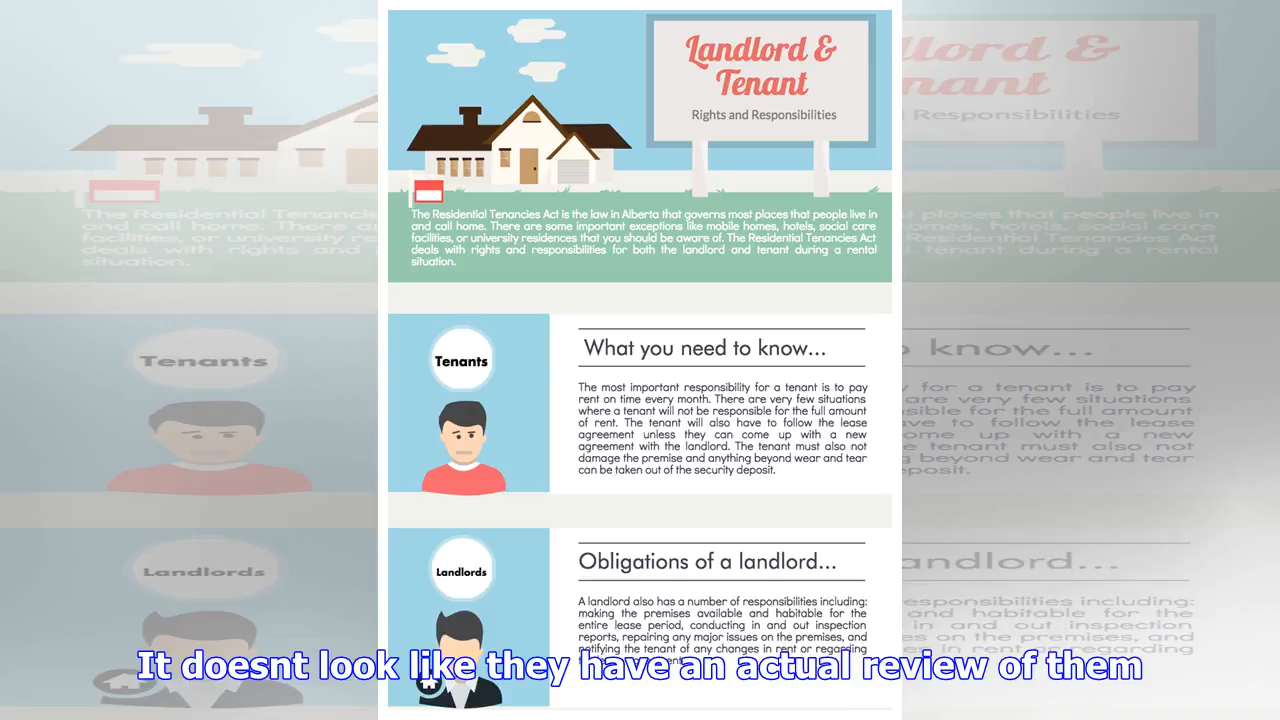 Landlord &
Tenant
Rights and Responsibilities
The Residential Tenancies Act is the law in Alberta that governs most places that people live in
and call home. There are some important exceptions like mobile homes, hotels, social care
facilities, or university residences that you should be aware of. The Residential Tenancies Act
deals with rights and responsibilities for both the landlord and tenant during a rental
situation.
Tenants
What you need to know...
The most important responsibility for a tenant is to pay
rent on time every month. There are very few situations
where a tenant will not be responsible for the full amount
of rent. The tenant will also have to follow the lease
agreement unless they can come up with a new
agreement with the landlord. The tenant must also not
damage the premise and anything beyond wear and tear
can be taken out of the security deposit.
Landlords
Obligations of a landlord...
A landlord also has a number of responsibilities including:
making the premises available and habitable for the
entire lease period, conducting in and out inspection
reports, repairing any major issues on the premises, and
notifying the tenant of any changes in rent or regarding
It doesnt look like they have an actual review of them